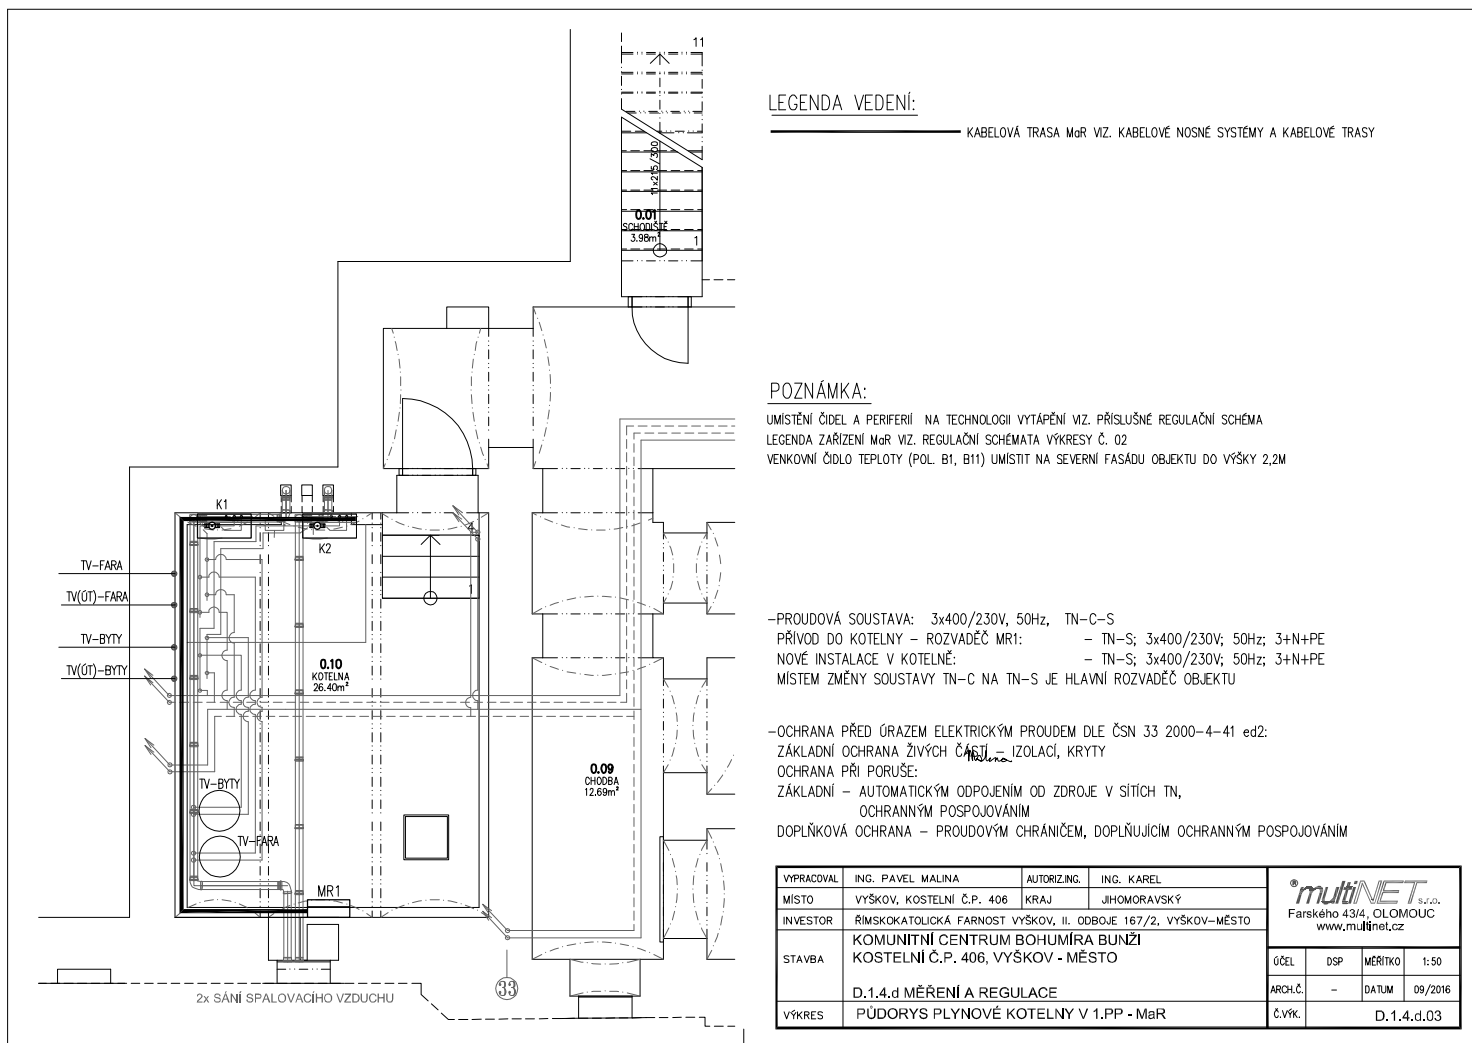 11
11x215/300
0.01
SCHODIŠTĚ
3.98m²
1
K1
K2
4
1
TV-FARA
TV(ÚT)-FARA
TV-BYTY
TV(ÚT)-BYTY
0.10
KOTELNA
26.40m²
0.09
CHODBA
12.69m²
TV-BYTY
TV-FARA
MR1
33
2x SÁNÍ SPALOVACÍHO VZDUCHU
LEGENDA VEDENÍ:
KABELOVÁ TRASA MaR VIZ. KABELOVÉ NOSNÉ SYSTÉMY A KABELOVÉ TRASY
POZNÁMKA:
UMÍSTĚNÍ ČIDEL A PERIFERIÍ NA TECHNOLOGII VYTÁPĚNÍ VIZ. PŘÍSLUŠNÉ REGULAČNÍ SCHÉMA
LEGENDA ZAŘÍZENÍ MaR VIZ. REGULAČNÍ SCHÉMATA VÝKRESY Č. 02
VENKOVNÍ ČIDLO TEPLOTY (POL. B1, B11) UMÍSTIT NA SEVERNÍ FASÁDU OBJEKTU DO VÝŠKY 2,2M
-PROUDOVÁ SOUSTAVA: 3x400/230V, 50Hz, TN-C-S
PŘÍVOD DO KOTELNY - ROZVADĚČ MR1: - TN-S; 3x400/230V; 50Hz; 3+N+PE
NOVÉ INSTALACE V KOTELNĚ: - TN-S; 3x400/230V; 50Hz; 3+N+PE
MÍSTEM ZMĚNY SOUSTAVY TN-C NA TN-S JE HLAVNÍ ROZVADĚČ OBJEKTU
-OCHRANA PŘED ÚRAZEM ELEKTRICKÝM PROUDEM DLE ČSN 33 2000-4-41 ed2:
ZÁKLADNÍ OCHRANA ŽIVÝCH ČÁSTÍ - IZOLACÍ, KRYTY
OCHRANA PŘI PORUŠE:
ZÁKLADNÍ - AUTOMATICKÝM ODPOJENÍM OD ZDROJE V SÍTÍCH TN,
OCHRANNÝM POSPOJOVÁNÍM
DOPLŇKOVÁ OCHRANA - PROUDOVÝM CHRÁNIČEM, DOPLŇUJÍCÍM OCHRANNÝM POSPOJOVÁNÍM
VYPRACOVAL ING. PAVEL MALINA AUTORIZ.ING. ING. KAREL
MÍSTO VYŠKOV, KOSTELNÍ Č.P. 406 KRAJ JIHOMORAVSKÝ
INVESTOR ŘÍMSKOKATOLICKÁ FARNOST VYŠKOV, II. ODBOJE 167/2, VYŠKOV-MĚSTO
STAVBA KOMUNITNÍ CENTRUM BOHUMÍRA BUNŽI
KOSTELNÍ Č.P. 406, VYŠKOV - MĚSTO
D.1.4.d MĚŘENÍ A REGULACE
VÝKRES PŮDORYS PLYNOVÉ KOTELNY V 1.PP - MaR
®multiNET s.r.o.
Farského 43/4, OLOMOUC
www.multinet.cz
ÚČEL DSP MĚŘÍTKO 1:50
ARCH.Č. - DATUM 09/2016
Č.VÝK. D.1.4.d.03